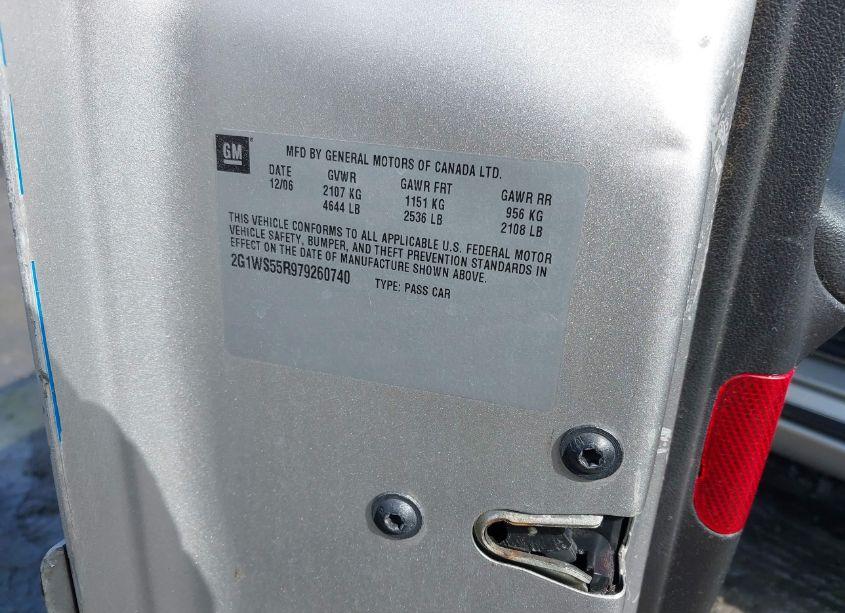 GM
MFD BY GENERAL MOTORS OF CANADA LTD.
DATE GVWR GAWR FRT GAWR RR
12/06 2107 KG 1151 KG 956 KG
4644 LB 2536 LB 2108 LB
THIS VEHICLE CONFORMS TO ALL APPLICABLE U.S. FEDERAL MOTOR
VEHICLE SAFETY, BUMPER, AND THEFT PREVENTION STANDARDS IN
EFFECT ON THE DATE OF MANUFACTURE SHOWN ABOVE.
2G1WS55R979260740 TYPE: PASS CAR